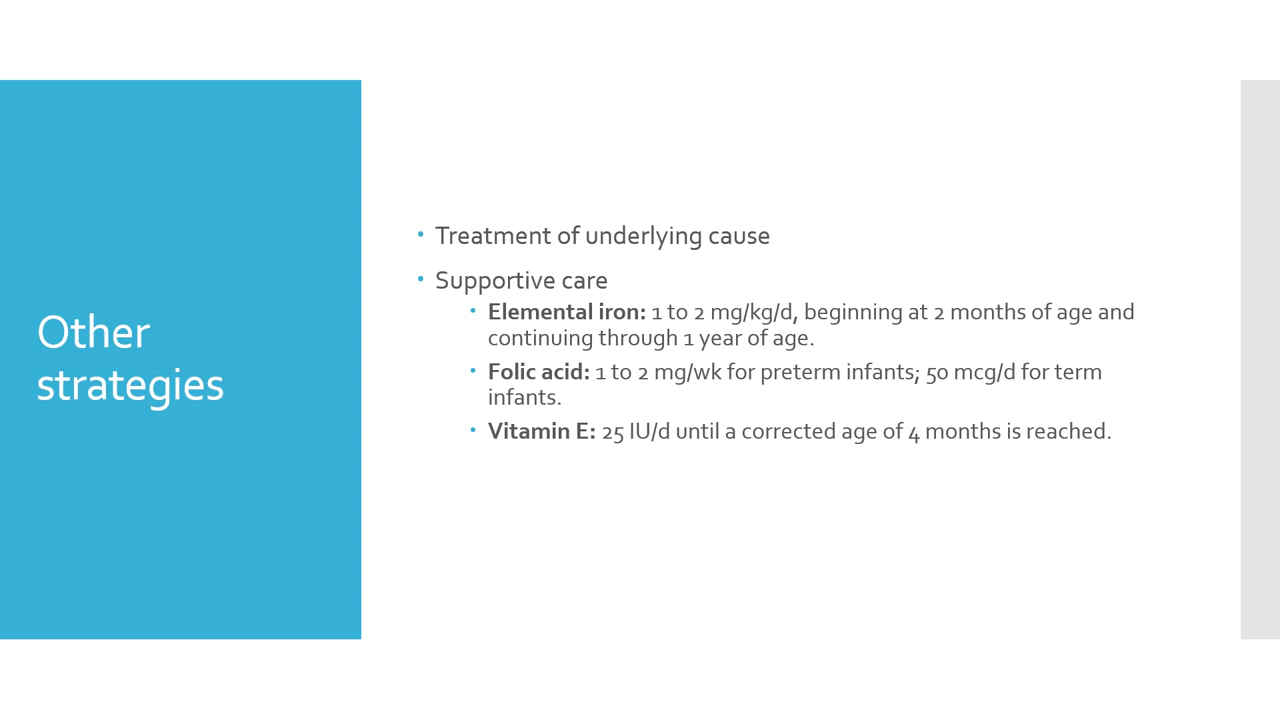 Other
strategies
• Treatment of underlying cause
• Supportive care
• Elemental iron: 1 to 2 mg/kg/d, beginning at 2 months of age and
continuing through 1 year of age.
• Folic acid: 1 to 2 mg/wk for preterm infants; 50 mcg/d for term
infants.
• Vitamin E: 25 IU/d until a corrected age of 4 months is reached.